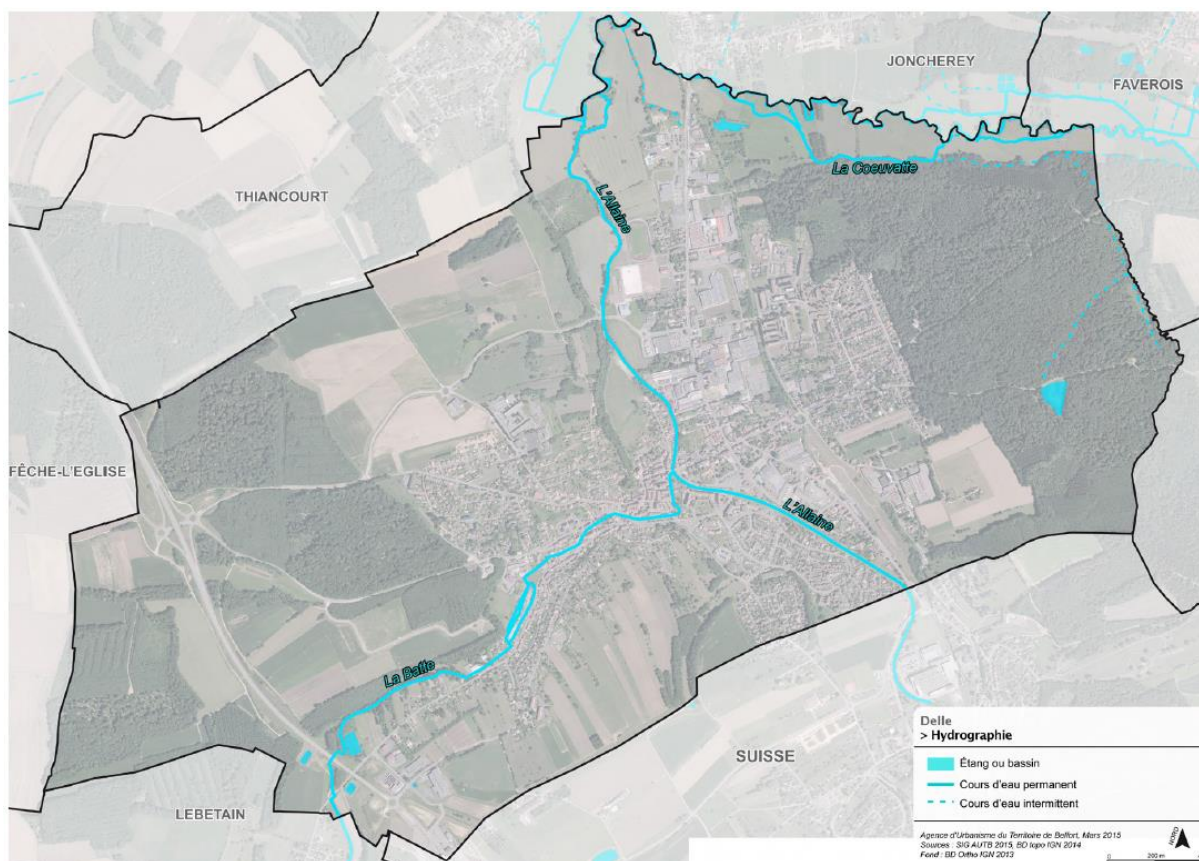 JONCHEREY
FAVEROIS
La Coeuvatte
THIANCOURT
L'Allaine
FÊCHE-L'EGLISE
L'Allaine
La Batte
SUISSE
LEBETAIN
Delle
> Hydrographie
Étang ou bassin
Cours d'eau permanent
Cours d'eau intermittent
Agence d'Urbanisme du Territoire de Belfort, Mars 2015
Sources : SIG AUTB 2015, BD topo IGN 2014
Fond : BD Ortho IGN 2013
NORD
0 200 m